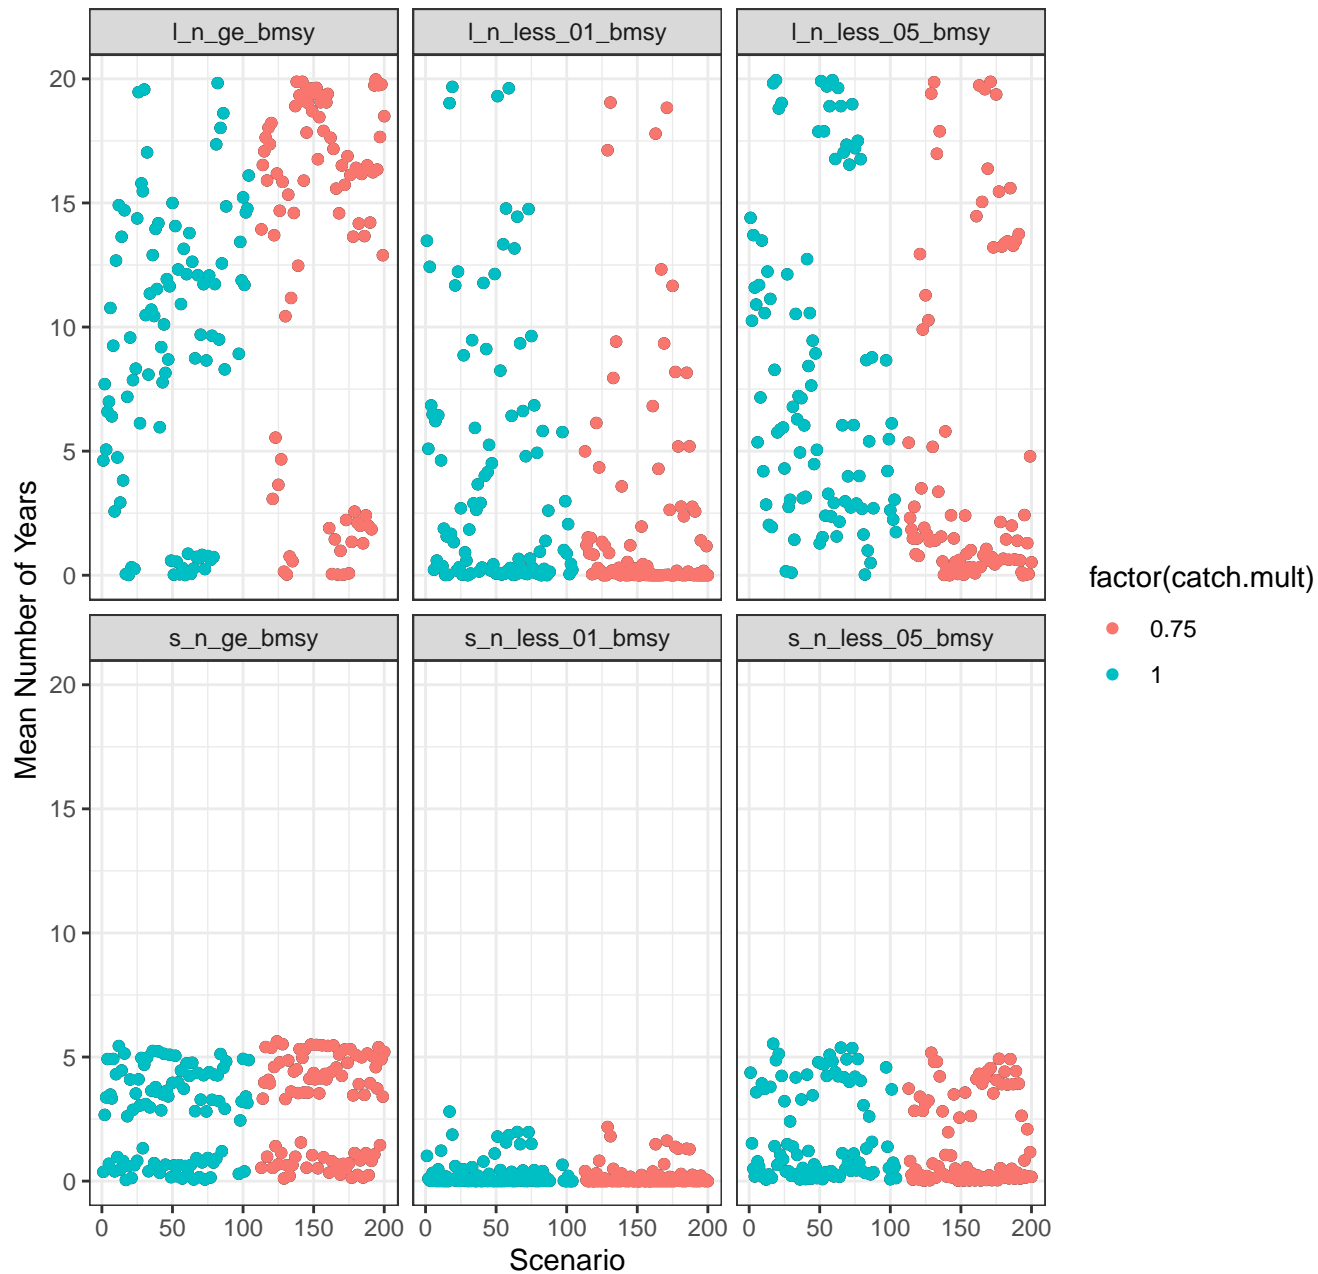 l_n_ge_bmsy l_n_less_01_bmsy l_n_less_05_bmsy
20
15
10
5
0
s_n_ge_bmsy s_n_less_01_bmsy s_n_less_05_bmsy
20
15
10
5
0
0 50 100 150 200 0 50 100 150 200 0 50 100 150 200
Scenario
Mean Number of Years
factor(catch.mult)
0.75
1